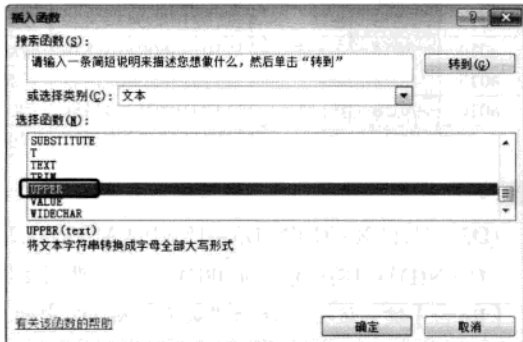 插入函数
搜索函数(S)：
请输入一条简短说明来描述您想做什么，然后单击“转到”
转到(G)
或选择类别(C)：文本
选择函数(N)：
SUBSTITUTE
T
TEXT
TRIM
UPPER
VALUE
WIDECHAR
UPPER(text)
将文本字符串转换成字母全部大写形式
有关该函数的帮助
确定
取消